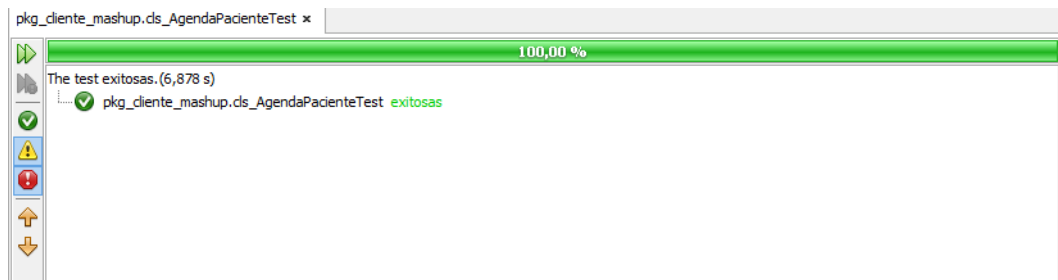 pkg_cliente_mashup.cls_AgendaPacienteTest ×
100,00 %
The test exitosas.(6,878 s)
pkg_cliente_mashup.cls_AgendaPacienteTest exitosas